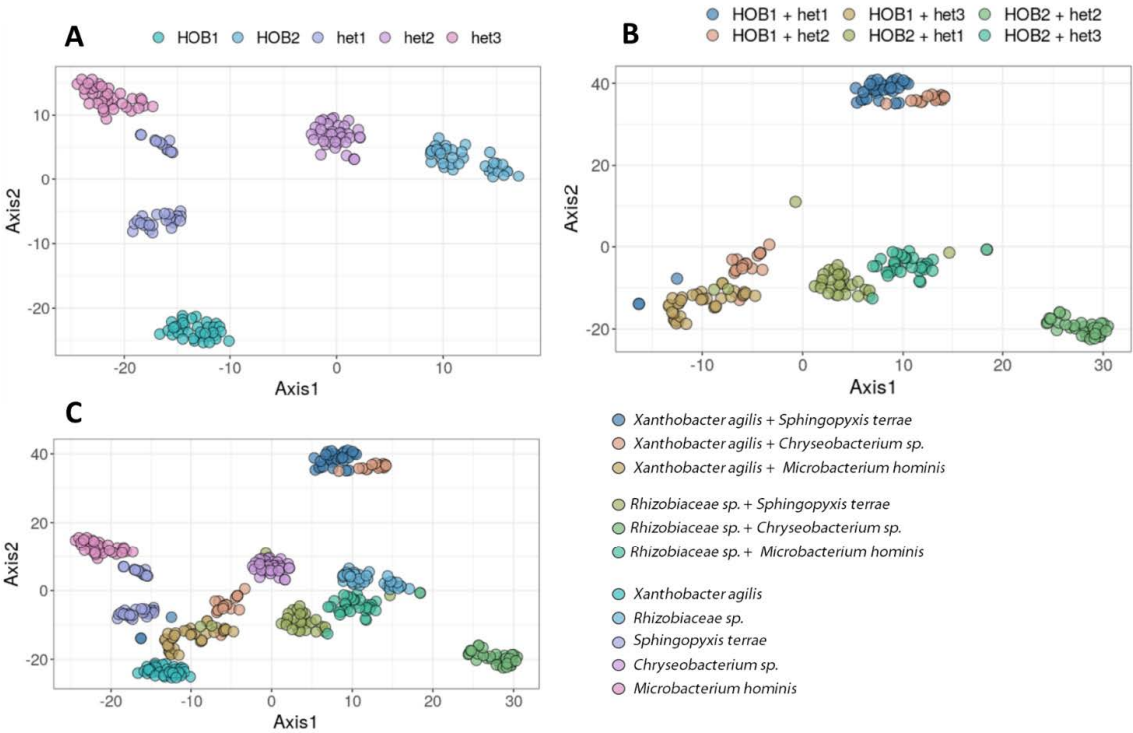 A
HOB1 HOB2 het1 het2 het3
10
0
-10
-20
Axis2
-20 -10 0 10
Axis1
B
HOB1 + het1 HOB1 + het3 HOB2 + het2
HOB1 + het2 HOB2 + het1 HOB2 + het3
40
20
0
-20
Axis2
-10 0 10 20 30
Axis1
C
40
20
0
-20
Axis2
-20 -10 0 10 20 30
Axis1
Xanthobacter agilis + Sphingopyxis terrae
Xanthobacter agilis + Chryseobacterium sp.
Xanthobacter agilis + Microbacterium hominis
Rhizobiaceae sp. + Sphingopyxis terrae
Rhizobiaceae sp. + Chryseobacterium sp.
Rhizobiaceae sp. + Microbacterium hominis
Xanthobacter agilis
Rhizobiaceae sp.
Sphingopyxis terrae
Chryseobacterium sp.
Microbacterium hominis